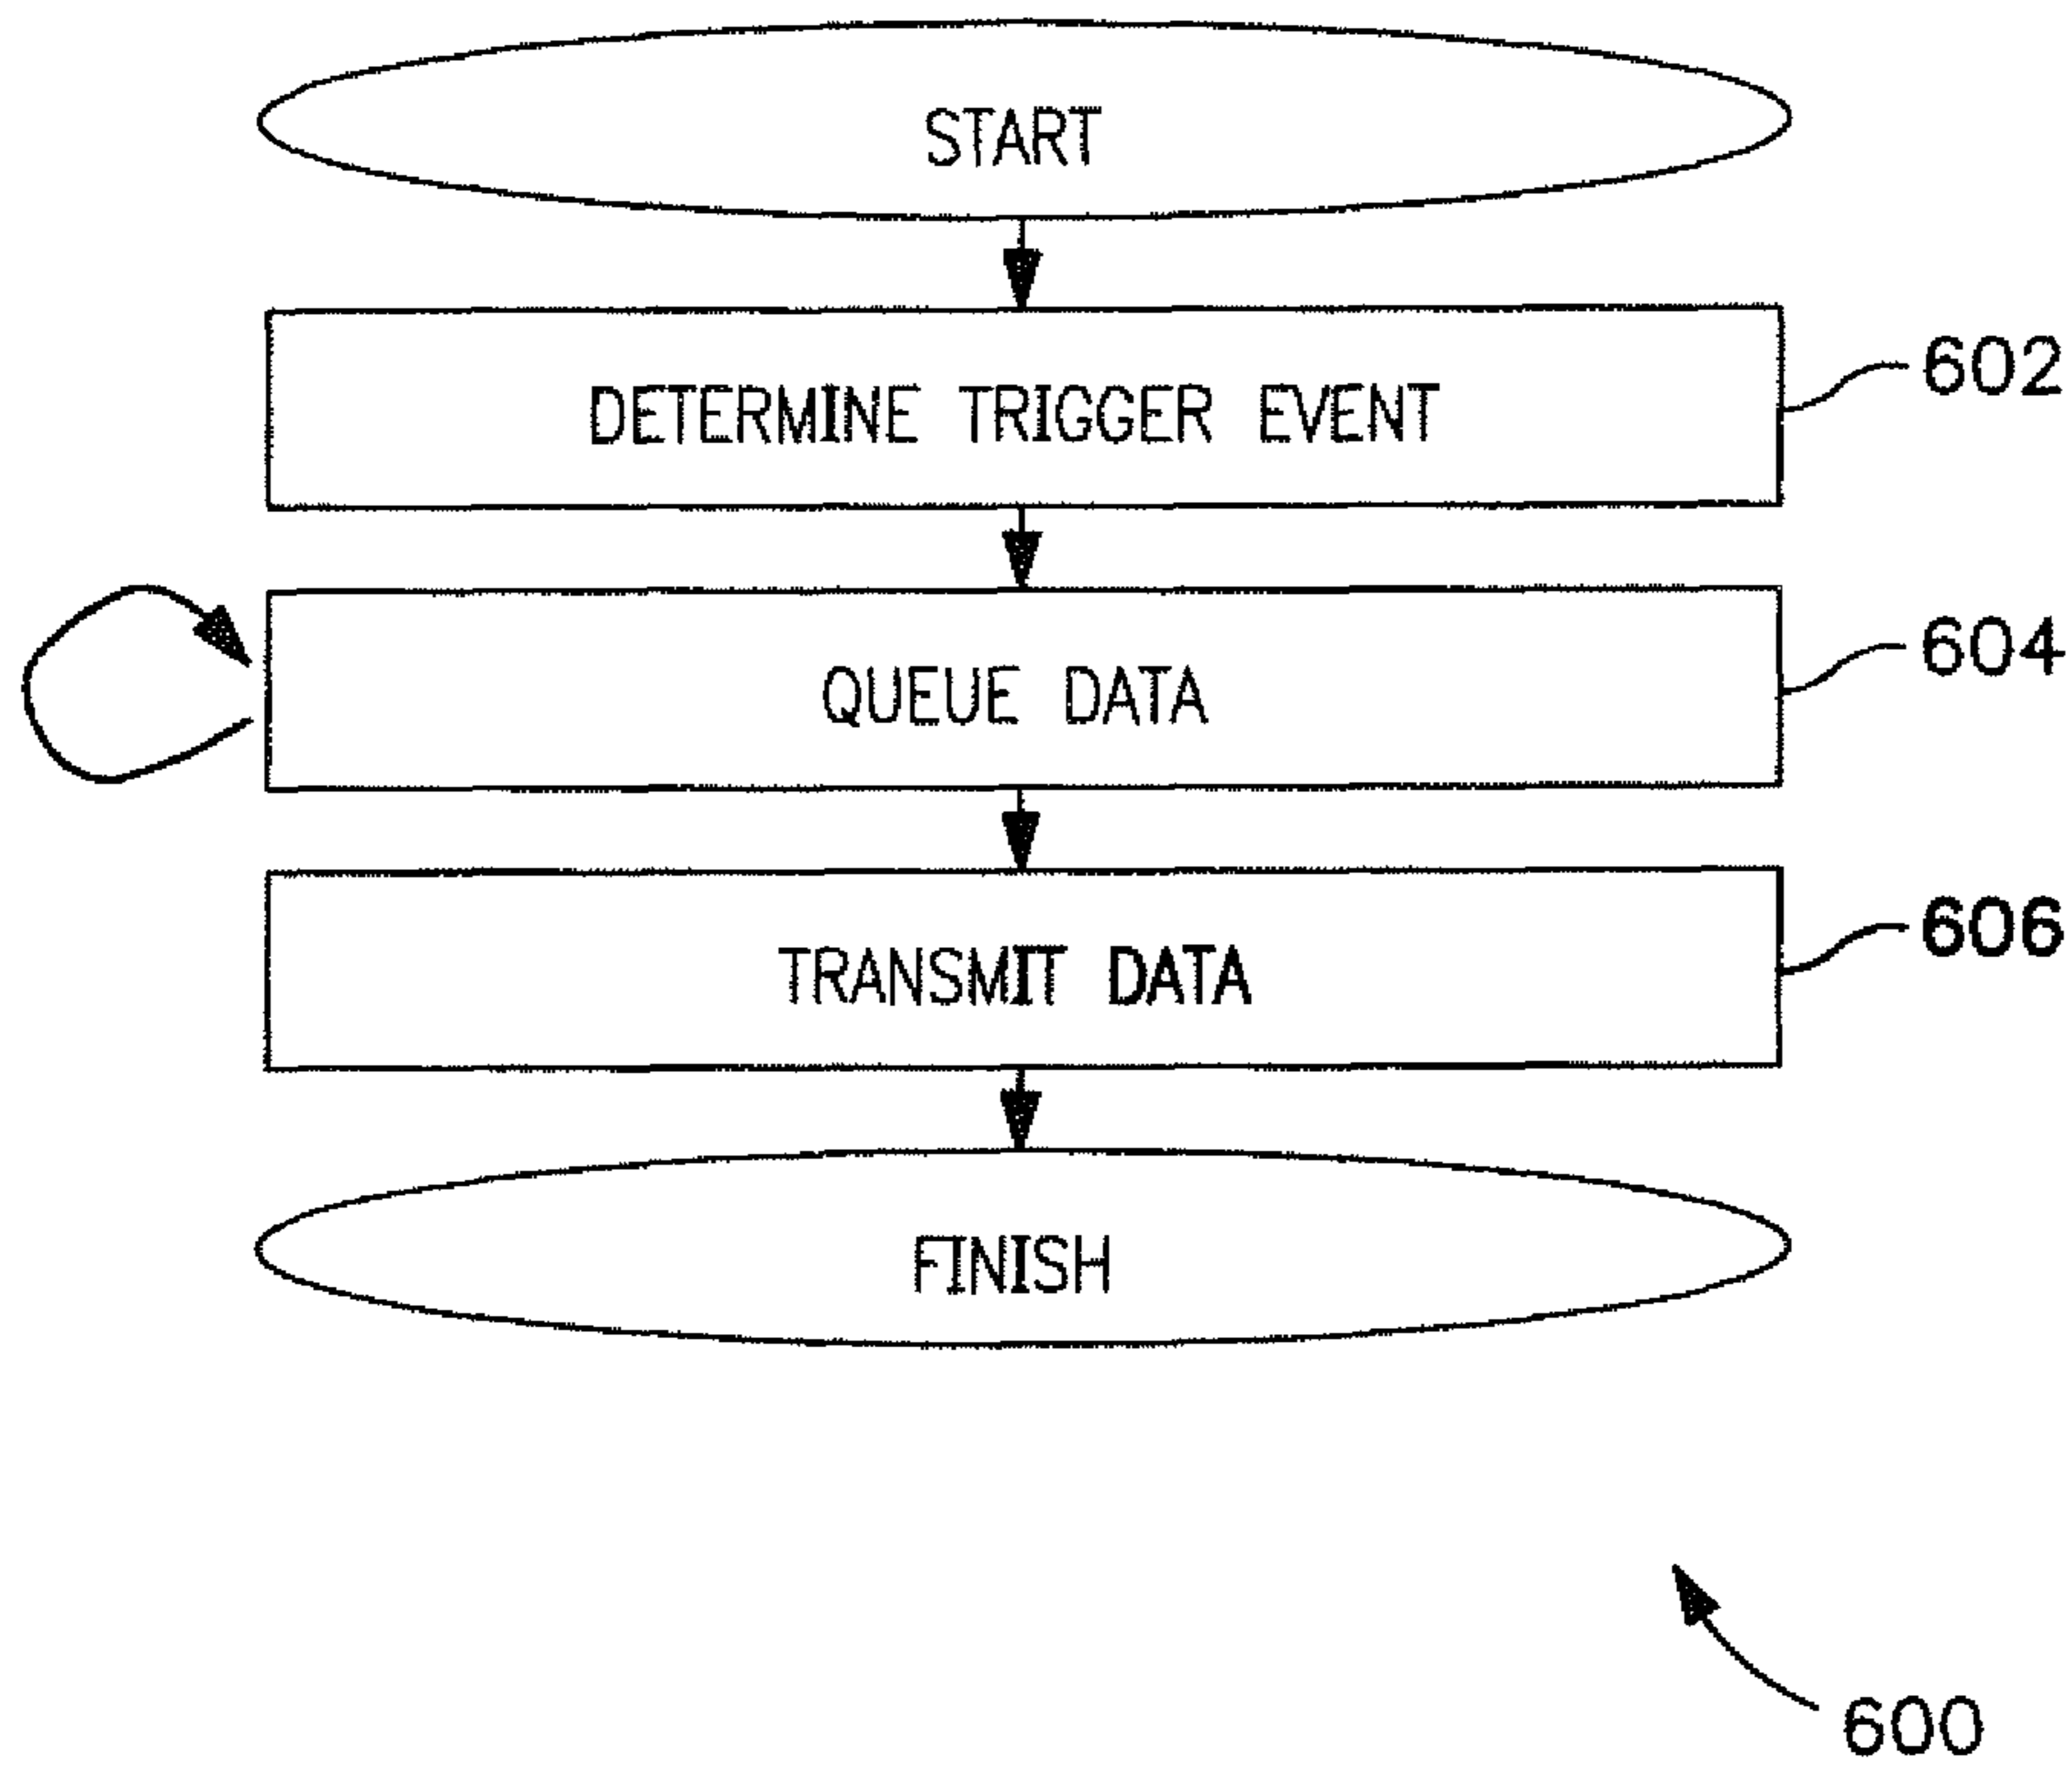 START
DETERMINE TRIGGER EVENT
602
QUEUE DATA
604
TRANSMIT DATA
606
FINISH
600